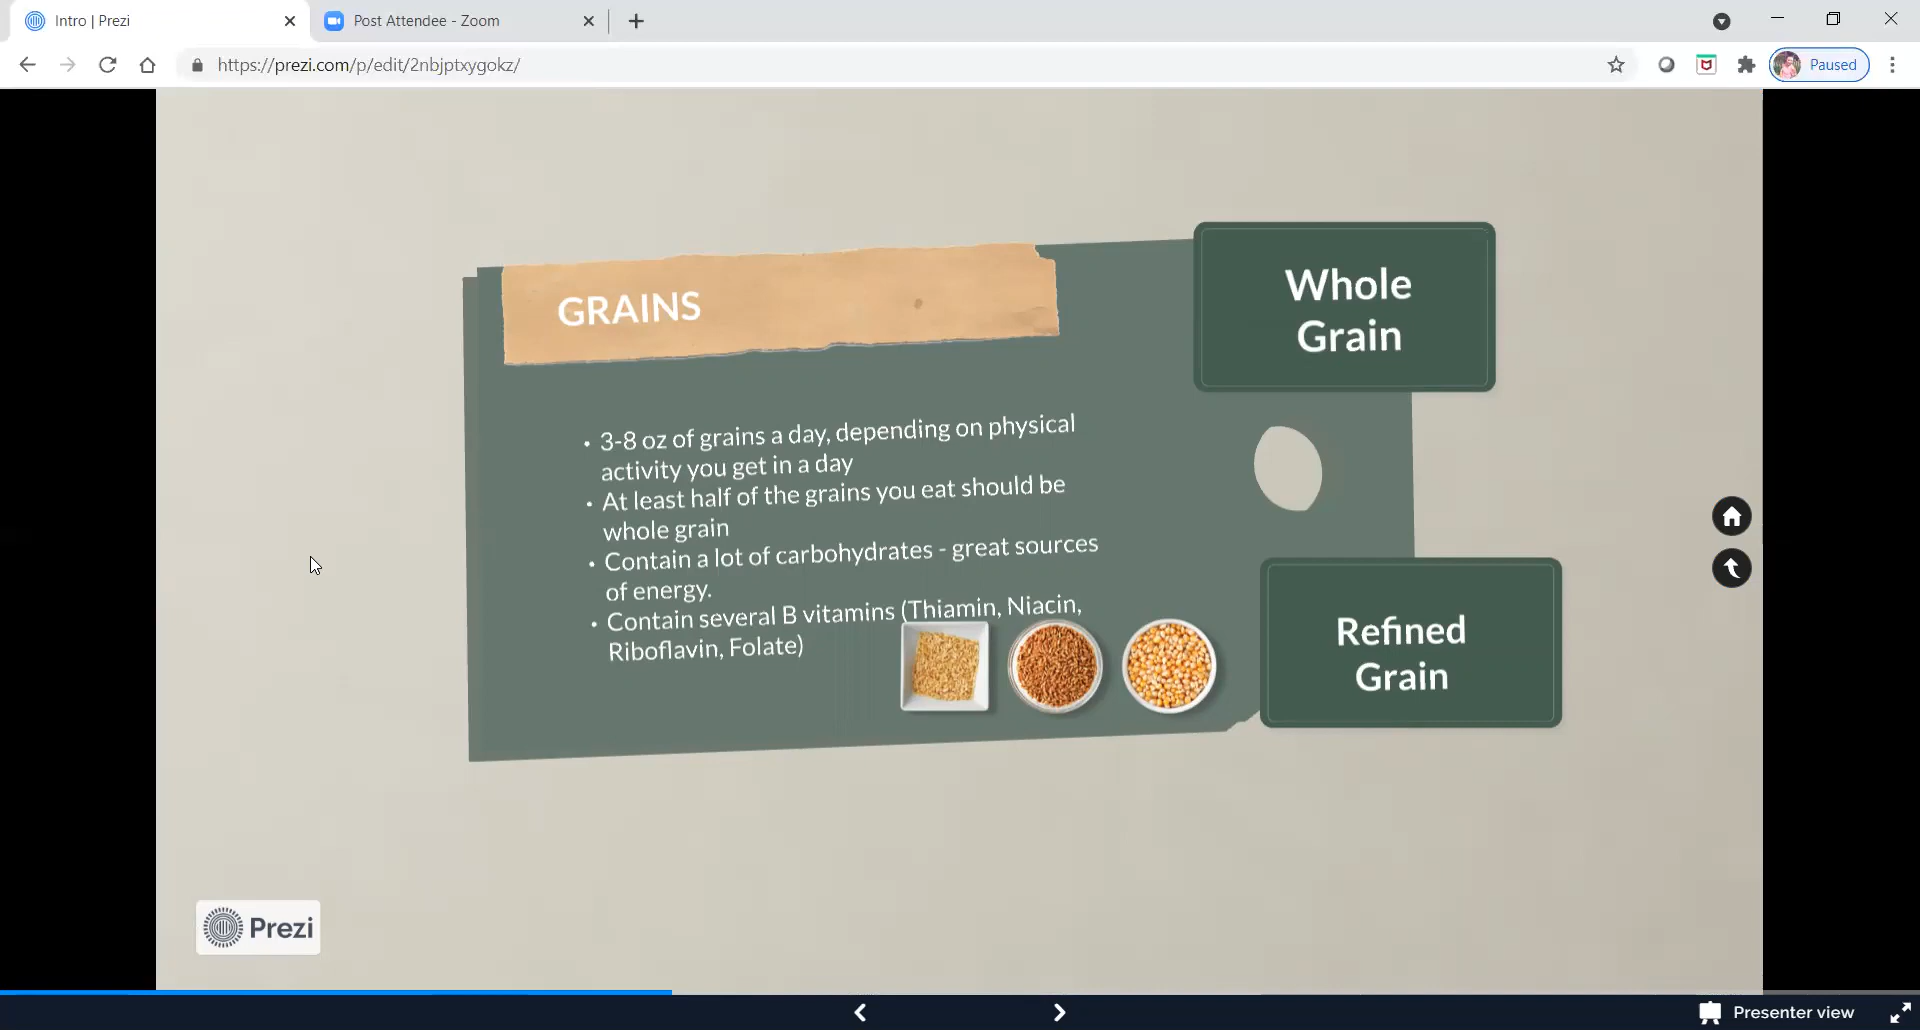 Intro | Prezi
Post Attendee - Zoom
https://prezi.com/p/edit/2nbjptxygokz/
Paused
GRAINS
Whole
Grain
• 3-8 oz of grains a day, depending on physical
activity you get in a day
• At least half of the grains you eat should be
whole grain
• Contain a lot of carbohydrates - great sources
of energy.
• Contain several B vitamins (Thiamin, Niacin,
Riboflavin, Folate)
Refined
Grain
Prezi
Presenter view